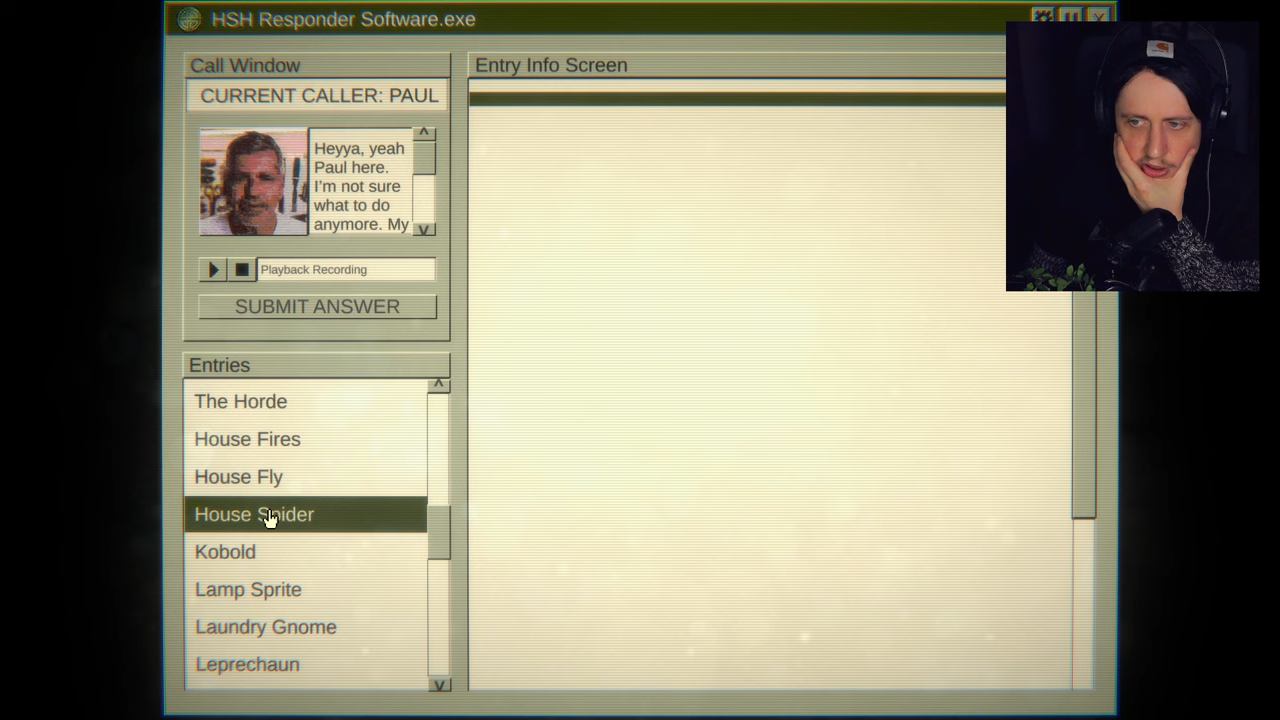 HSH Responder Software.exe
Call Window
CURRENT CALLER: PAUL
Heyya, yeah
Paul here.
I'm not sure
what to do
anymore. My
Playback Recording
SUBMIT ANSWER
Entries
The Horde
House Fires
House Fly
House Spider
Kobold
Lamp Sprite
Laundry Gnome
Leprechaun
Entry Info Screen